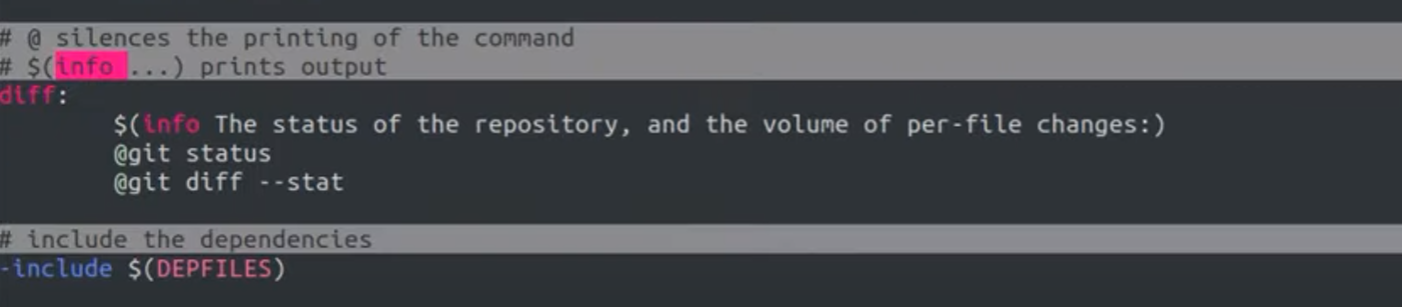 # @ silences the printing of the command
# $(info ...) prints output
diff:
$(info The status of the repository, and the volume of per-file changes:)
@git status
@git diff --stat
# include the dependencies
-include $(DEPFILES)